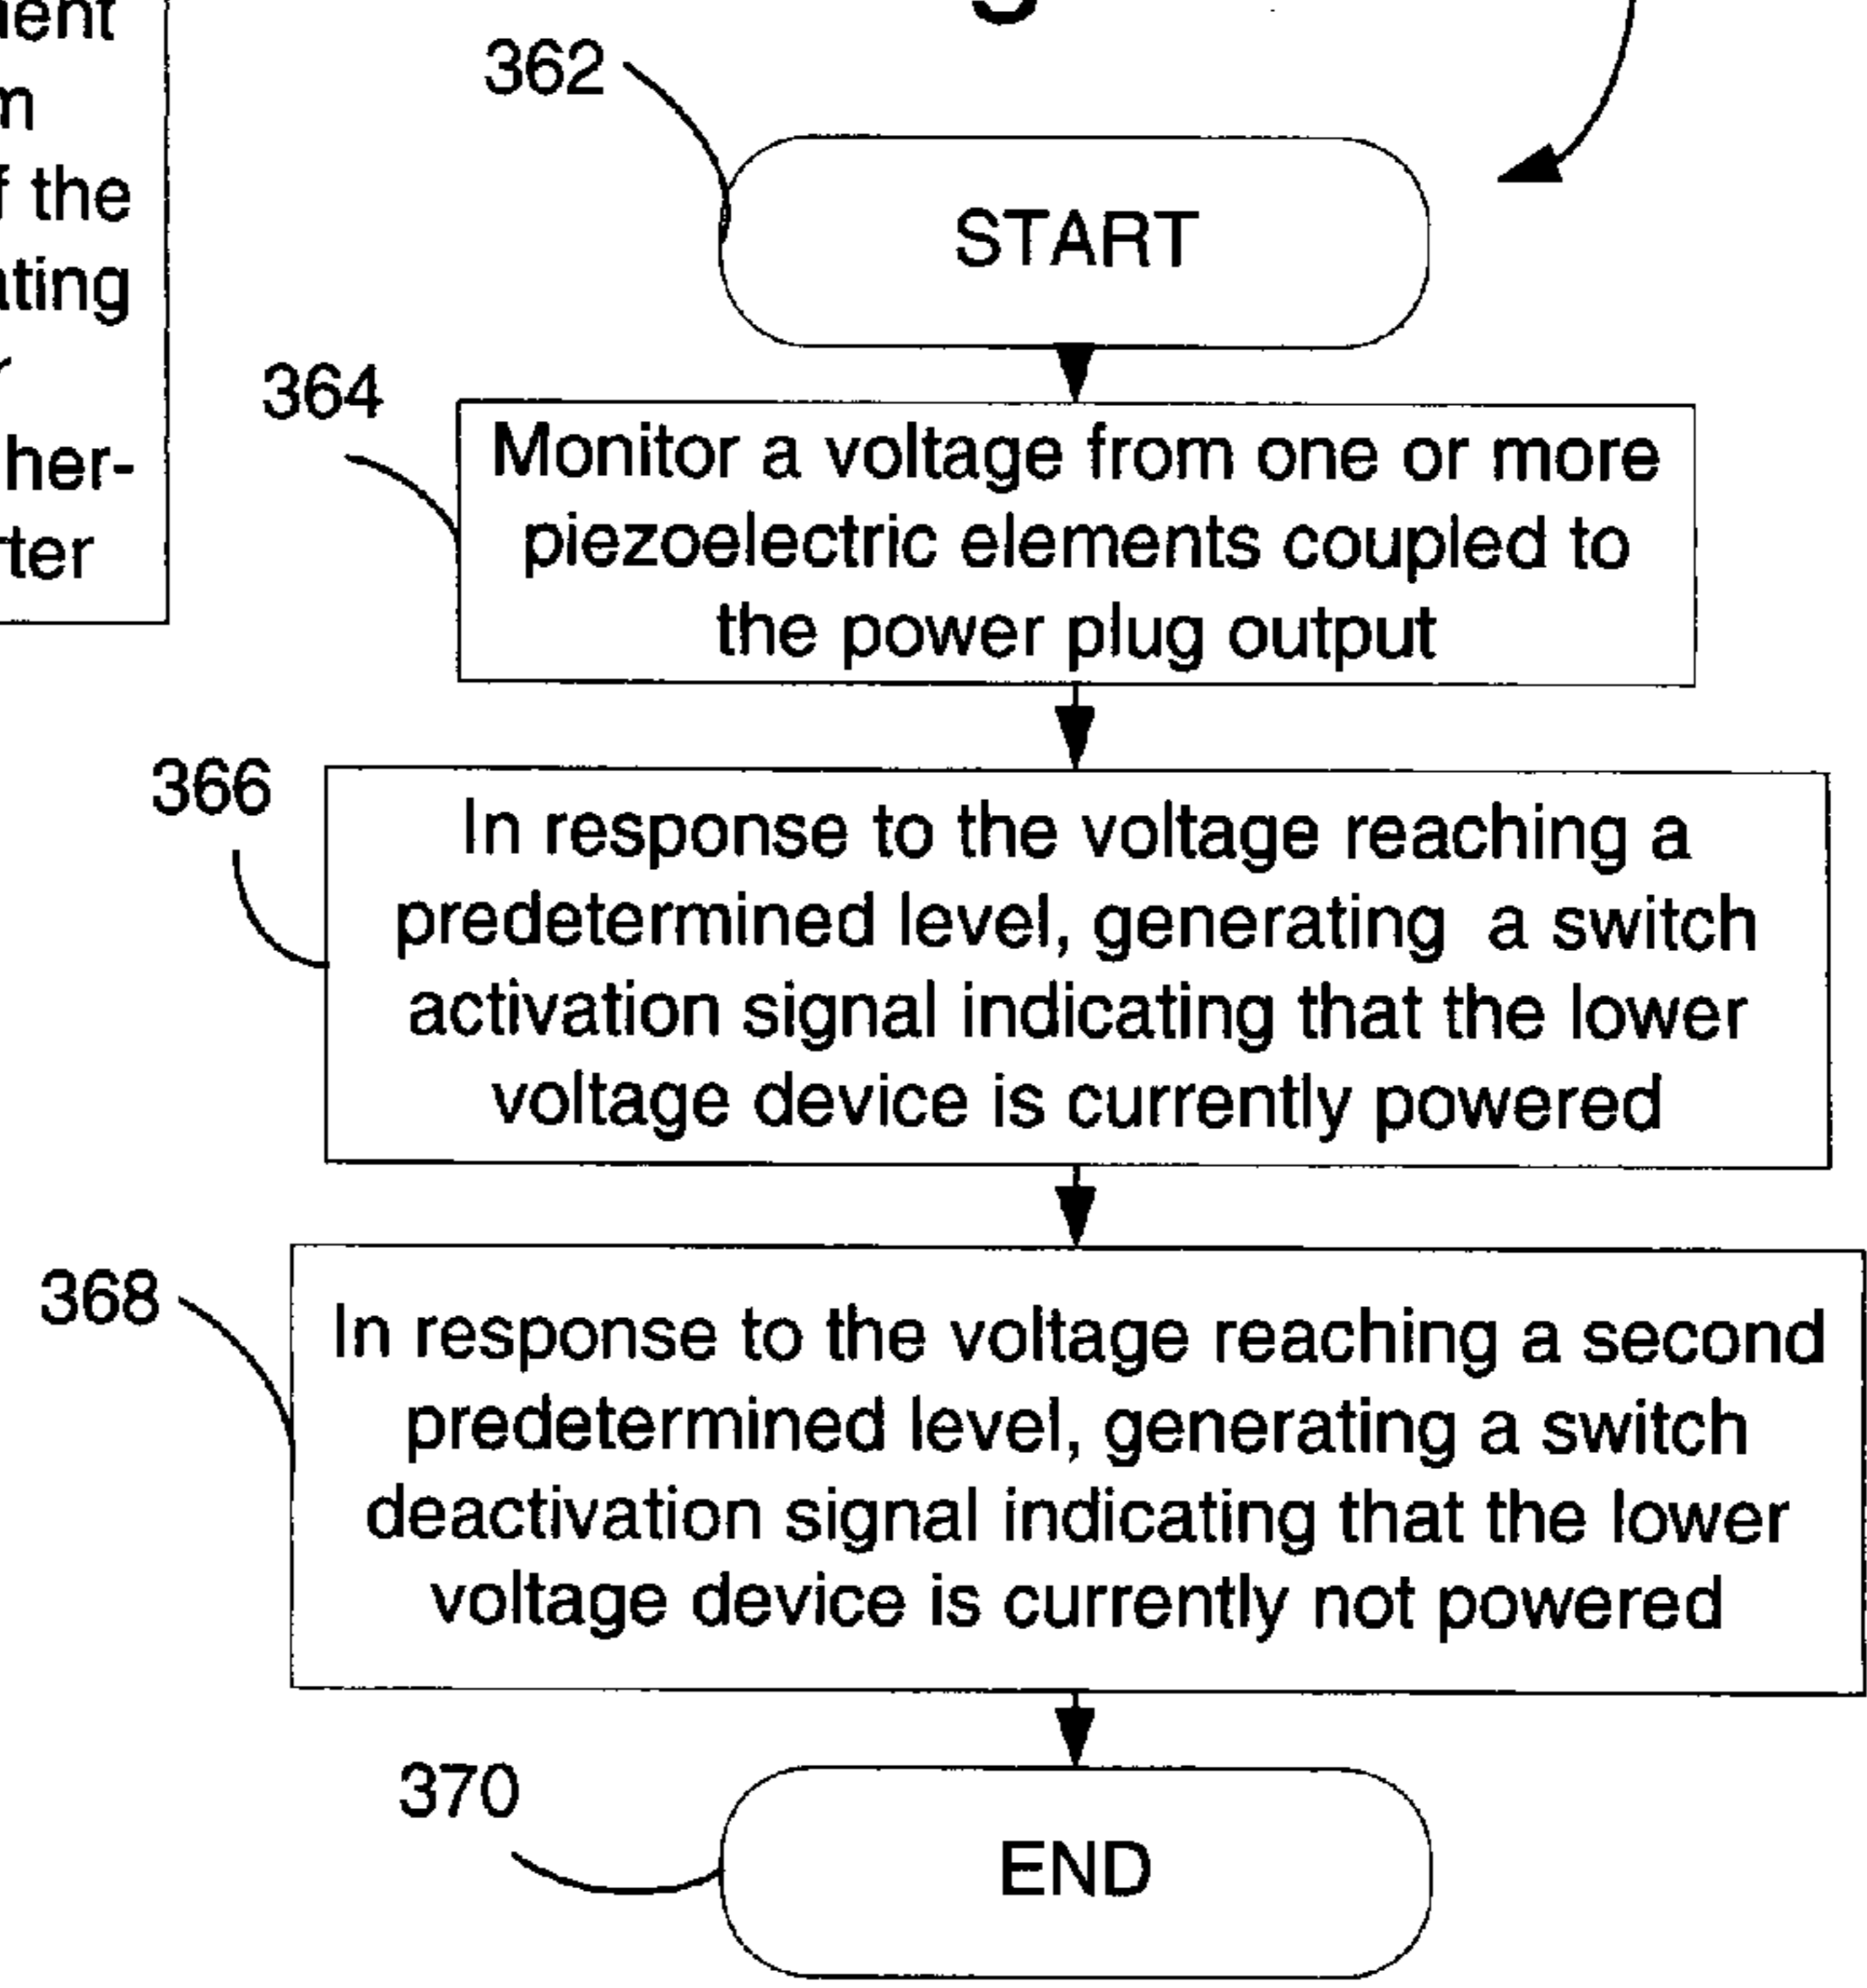 m
the
her-
362
START
364
Monitor a voltage from one or more
piezoelectric elements coupled to
the power plug output
366
In response to the voltage reaching a
predetermined level, generating a switch
activation signal indicating that the lower
voltage device is currently powered
368
In response to the voltage reaching a second
predetermined level, generating a switch
deactivation signal indicating that the lower
voltage device is currently not powered
370
END